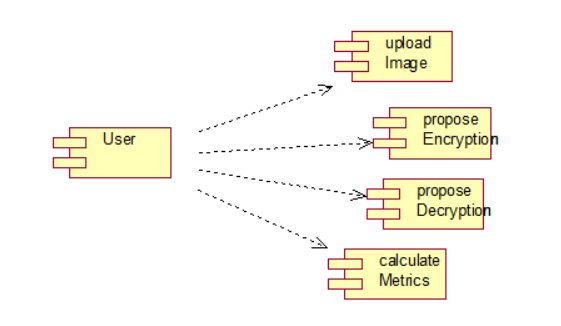 upload
Image
propose
Encryption
User
propose
Decryption
calculate
Metrics